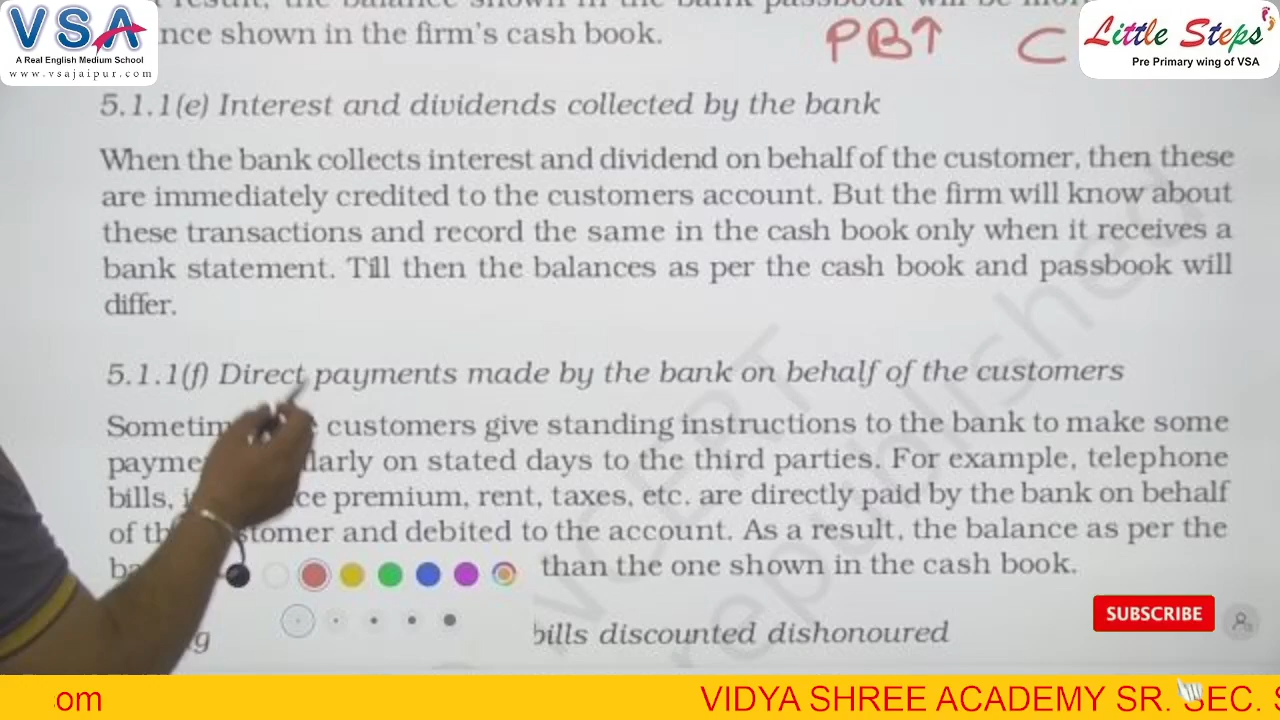 VSA
A Real English Medium School
www.vsajaipur.com
Little Steps
Pre Primary wing of VSA
nce shown in the firm's cash book.
PB↑ C
5.1.1(e) Interest and dividends collected by the bank
When the bank collects interest and dividend on behalf of the customer, then these
are immediately credited to the customers account. But the firm will know about
these transactions and record the same in the cash book only when it receives a
bank statement. Till then the balances as per the cash book and passbook will
differ.
5.1.1(f) Direct payments made by the bank on behalf of the customers
Sometim customers give standing instructions to the bank to make some
payme larly on stated days to the third parties. For example, telephone
bills, i ce premium, rent, taxes, etc. are directly paid by the bank on behalf
of th stomer and debited to the account. As a result, the balance as per the
ba than the one shown in the cash book.
SUBSCRIBE
g bills discounted dishonoured
om VIDYA SHREE ACADEMY SR. SEC. S